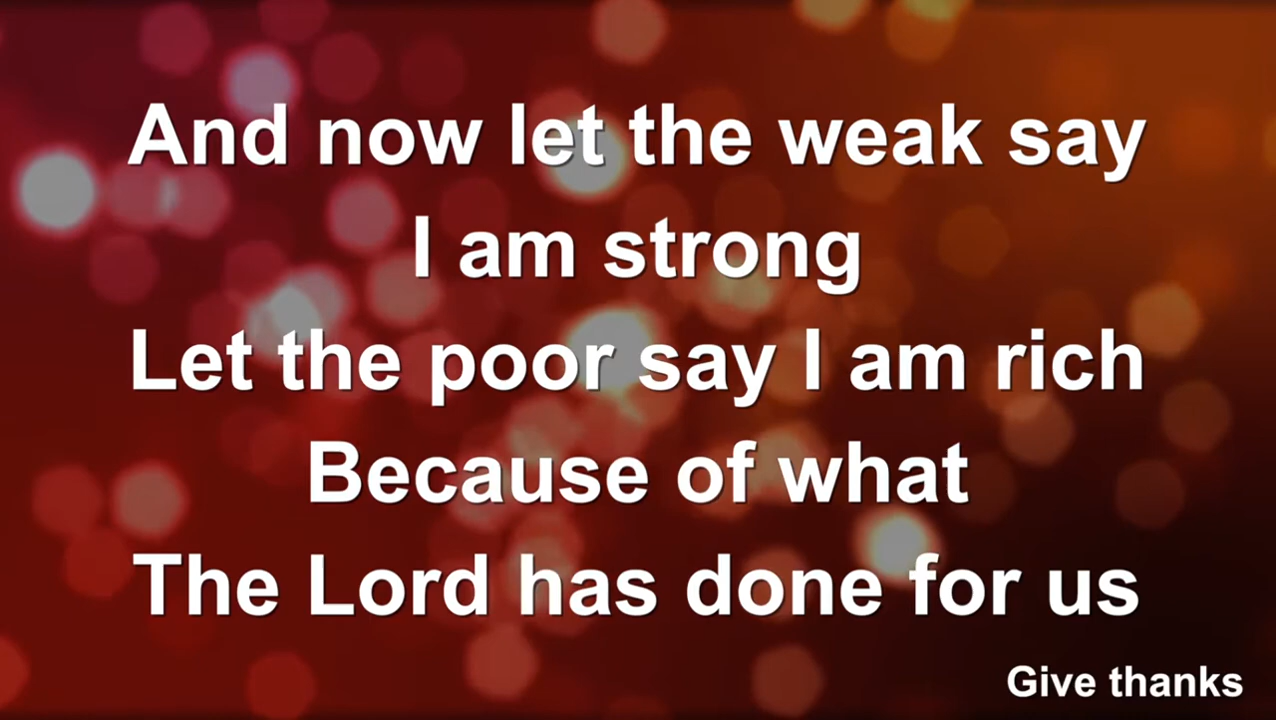 And now let the weak say
I am strong
Let the poor say I am rich
Because of what
The Lord has done for us
Give thanks